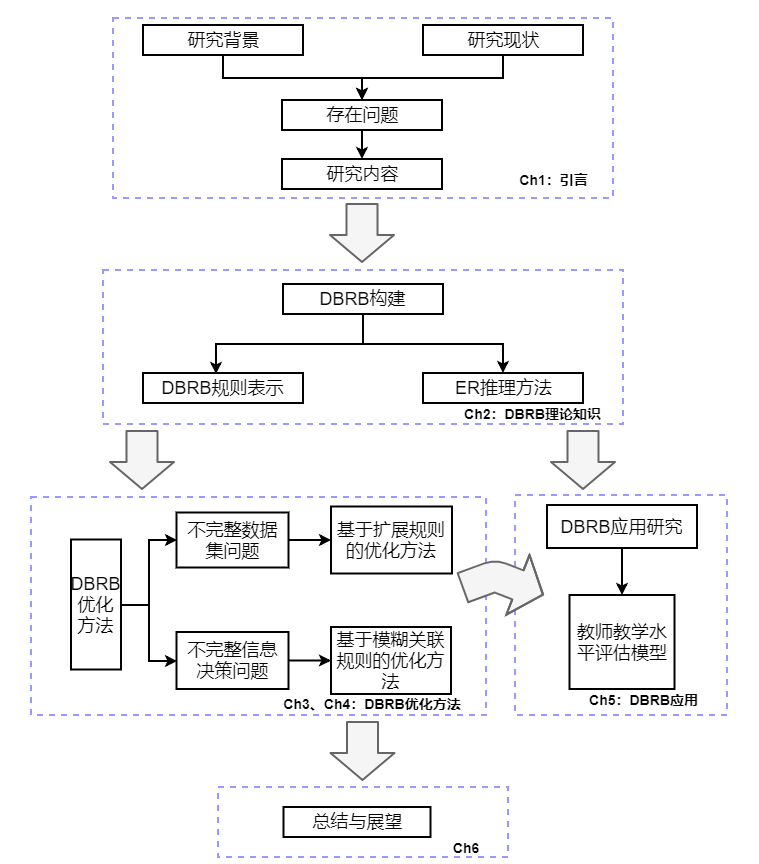 研究背景
研究现状
存在问题
研究内容
Ch1：引言
DBRB构建
DBRB规则表示
ER推理方法
Ch2：DBRB理论知识
DBRB
优化
方法
不完整数据
集问题
基于扩展规则
的优化方法
不完整信息
决策问题
基于模糊关联
规则的优化方
法
Ch3、Ch4：DBRB优化方法
DBRB应用研究
教师教学水
平评估模型
Ch5：DBRB应用
总结与展望
Ch6